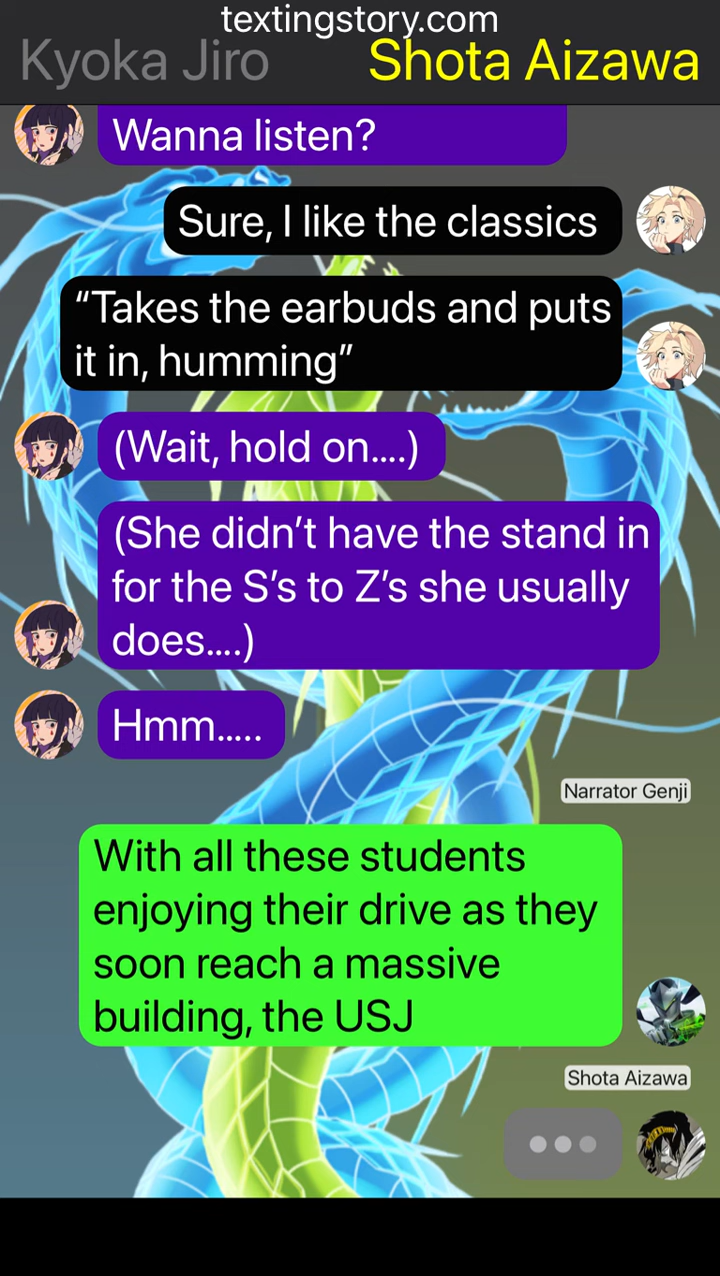 textingstory.com
Kyoka Jiro Shota Aizawa
Wanna listen?
Sure, I like the classics
“Takes the earbuds and puts
it in, humming”
(Wait, hold on....)
(She didn’t have the stand in
for the S’s to Z’s she usually
does....)
Hmm.....
Narrator Genji
With all these students
enjoying their drive as they
soon reach a massive
building, the USJ
Shota Aizawa